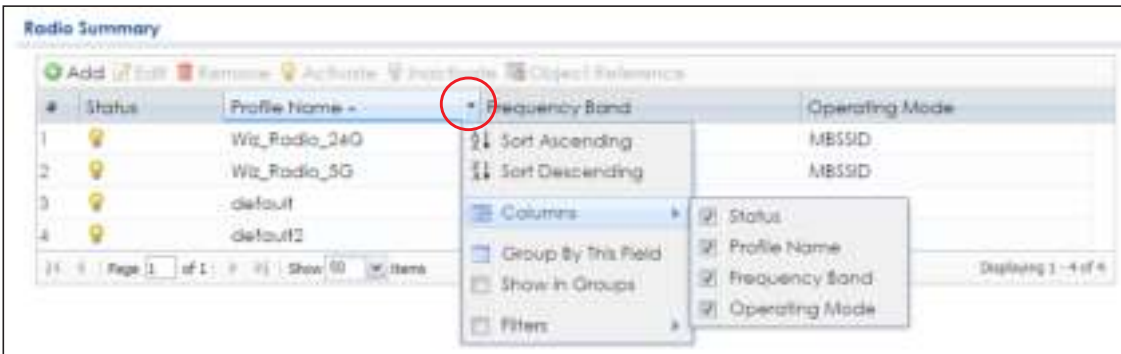 Radio Summary
Add Edit Remove Activate Inactivate Object Reference
# Status Profile Name Frequency Band Operating Mode
1 Wiz_Radio_24G MBSSID
2 Wiz_Radio_5G MBSSID
3 default
4 default2
Page 1 of 1 Show 50 items Displaying 1 - 4 of 4
Sort Ascending
Sort Descending
Columns
Group By This Field
Show in Groups
Filters
Status
Profile Name
Frequency Band
Operating Mode